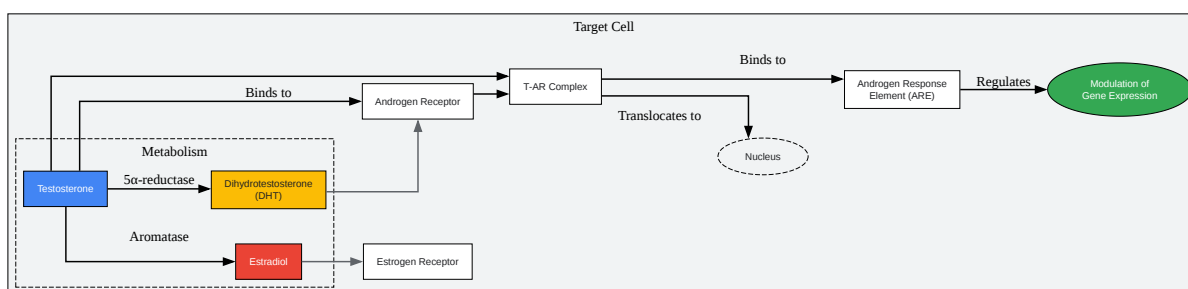 Target Cell
Binds to
T-AR Complex
Androgen Response
Element (ARE)
Regulates
Modulation of
Gene Expression
Binds to
Androgen Receptor
Translocates to
Metabolism
Nucleus
Testosterone
5α-reductase
Dihydrotestosterone
(DHT)
Aromatase
Estradiol
Estrogen Receptor